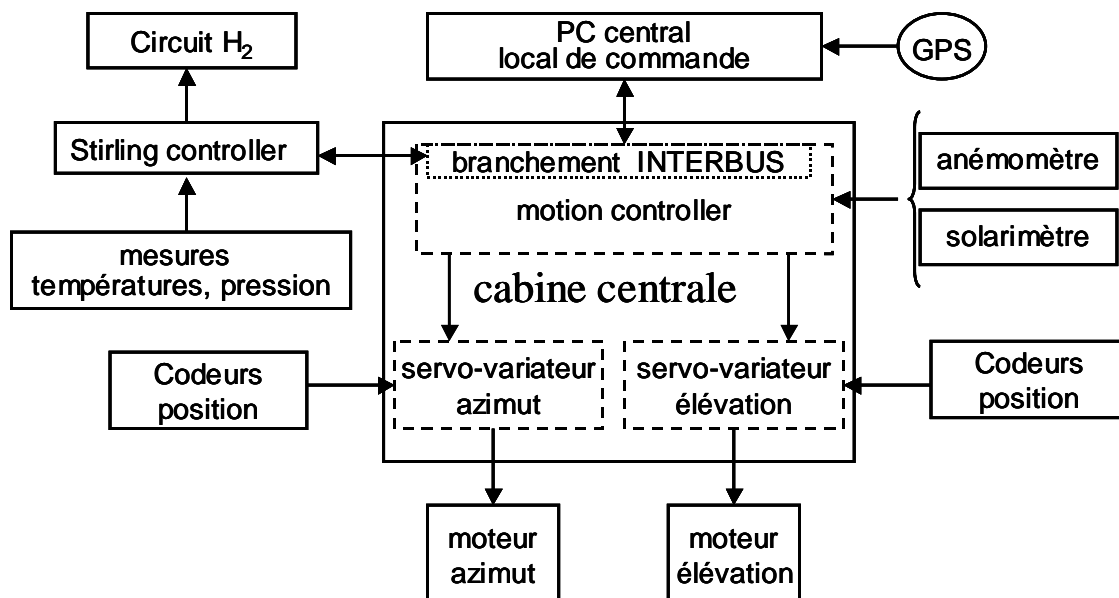 Circuit H₂
PC central
local de commande
GPS
Stirling controller
branchement INTERBUS
motion controller
anémomètre
solarimètre
mesures
températures, pression
cabine centrale
Codeurs
position
servo-variateur
azimut
servo-variateur
élévation
Codeurs
position
moteur
azimut
moteur
élévation